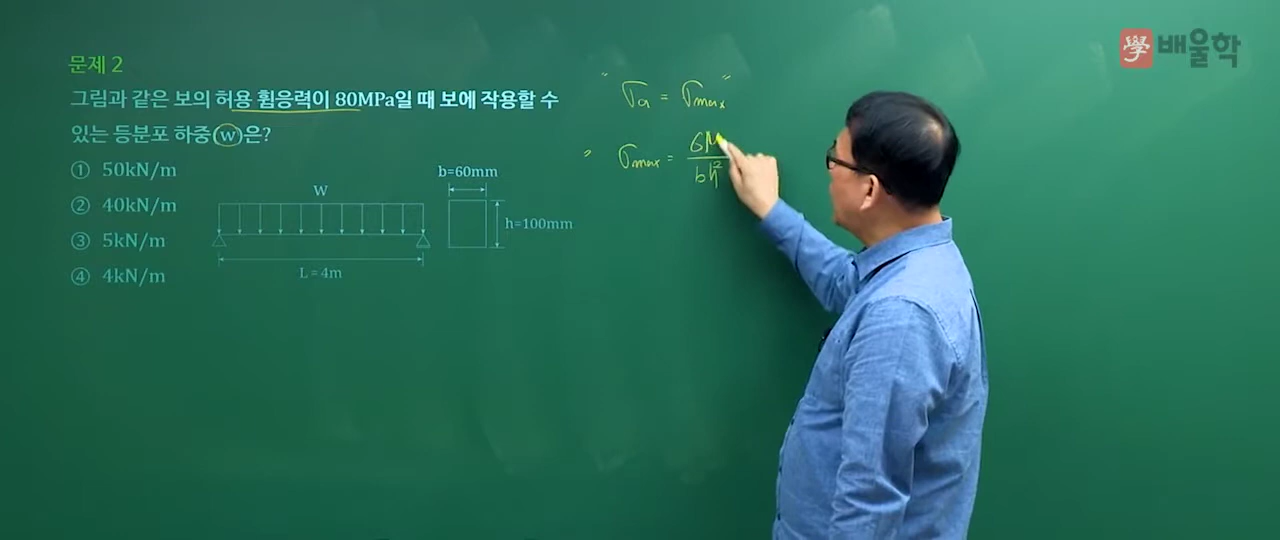 學 배울학
문제 2
그림과 같은 보의 허용 휨응력이 80MPa일 때 보에 작용할 수
있는 등분포 하중(w)은?
① 50kN/m
② 40kN/m
③ 5kN/m
④ 4kN/m
W
L = 4m
b=60mm
h=100mm
" σa = σmax "
" σmax = 6M / bh²